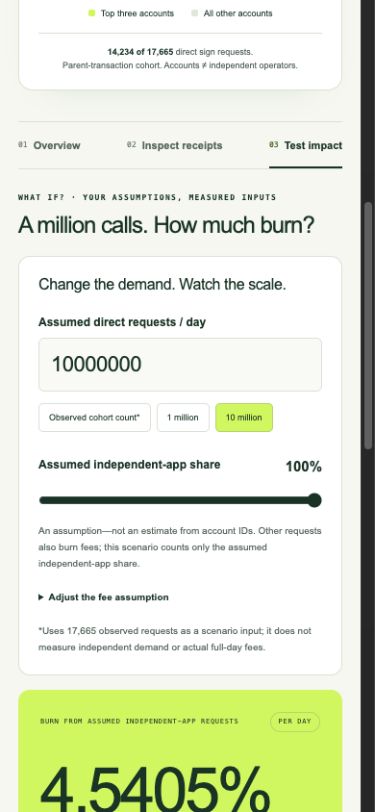 Top three accounts All other accounts
14,234 of 17,665 direct sign requests.
Parent-transaction cohort. Accounts ≠ independent operators.
01 Overview 02 Inspect receipts 03 Test impact
WHAT IF? · YOUR ASSUMPTIONS, MEASURED INPUTS
A million calls. How much burn?
Change the demand. Watch the scale.
Assumed direct requests / day
10000000
Observed cohort count* 1 million 10 million
Assumed independent-app share 100%
An assumption—not an estimate from account IDs. Other requests
also burn fees; this scenario counts only the assumed
independent-app share.
Adjust the fee assumption
*Uses 17,665 observed requests as a scenario input; it does not
measure independent demand or actual full-day fees.
BURN FROM ASSUMED INDEPENDENT-APP REQUESTS PER DAY
4.5405%